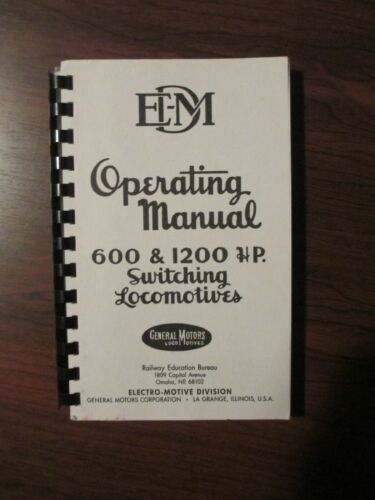 EMD
Operating
Manual
600 & 1200 H.P.
Switching
Locomotives
GENERAL MOTORS
LOCOMOTIVES
Railway Education Bureau
1809 Capitol Avenue
Omaha, NE 68102
ELECTRO-MOTIVE DIVISION
GENERAL MOTORS CORPORATION • LA GRANGE, ILLINOIS, U.S.A.